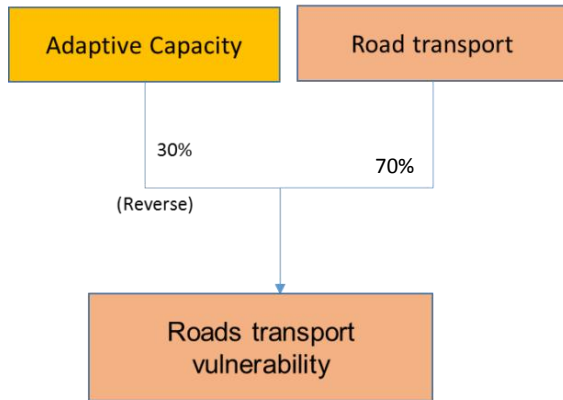 Adaptive Capacity
Road transport
30%
70%
(Reverse)
Roads transport
vulnerability